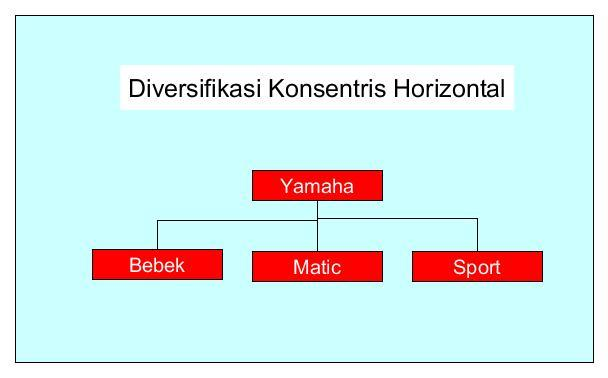 Diversifikasi Konsentris Horizontal
Yamaha
Bebek
Matic
Sport